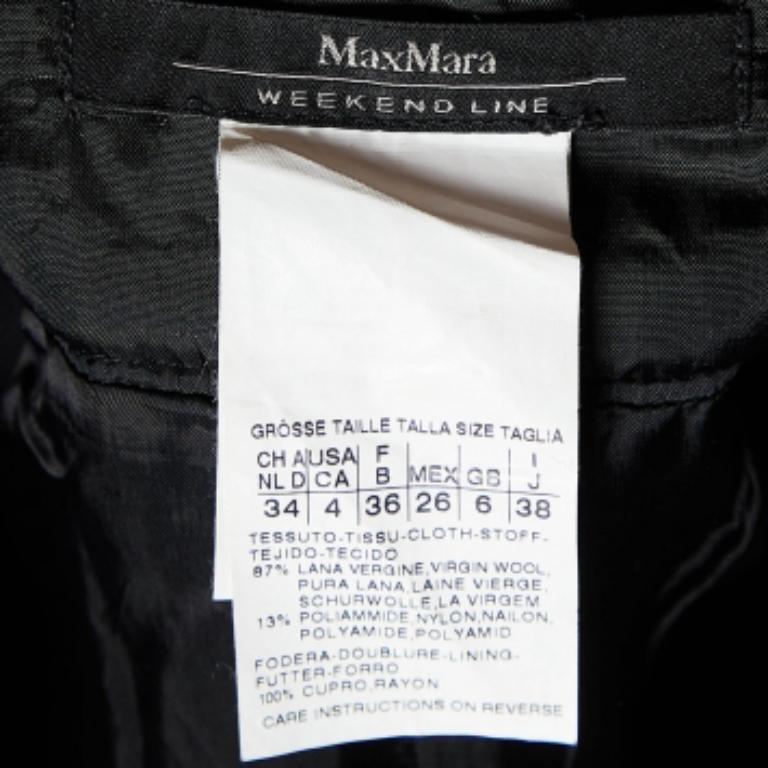 MaxMara
WEEKEND LINE
GRÖSSE TAILLE TALLA SIZE TAGLIA
CH A USA F I
NL D CA B MEX GB J
34 4 36 26 6 38
TESSUTO-TISSU-CLOTH-STOFF-
TEJIDO-TECIDO
87% LANA VERGINE,VIRGIN WOOL,
PURA LANA,LAINE VIERGE,
SCHURWOLLE,LA VIRGEM
13% POLIAMMIDE,NYLON,NAILON,
POLYAMIDE,POLYAMID
FODERA-DOUBLURE-LINING-
FUTTER-FORRO
100% CUPRO,RAYON
CARE INSTRUCTIONS ON REVERSE